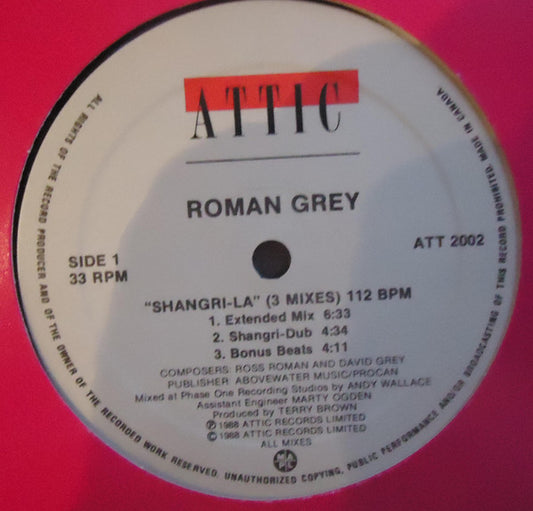 ATTIC
ROMAN GREY
SIDE 1
33 RPM
ATT 2002
"SHANGRI-LA" (3 MIXES) 112 BPM
1. Extended Mix 6:33
2. Shangri-Dub 4:34
3. Bonus Beats 4:11
COMPOSERS: ROSS ROMAN AND DAVID GREY
PUBLISHER: ABOVEWATER MUSIC/PROCAN
Mixed at Phase One Recording Studios by ANDY WALLACE
Assistant Engineer MARTY OGDEN
Produced by TERRY BROWN
Ⓟ 1988 ATTIC RECORDS LIMITED
© 1988 ATTIC RECORDS LIMITED
ALL MIXES
ALL RIGHTS OF THE RECORD PRODUCER AND OF THE OWNER OF THE RECORDED WORK RESERVED. UNAUTHORIZED COPYING, PUBLIC PERFORMANCE AND/OR BROADCASTING OF THIS RECORD PROHIBITED. MADE IN CANADA